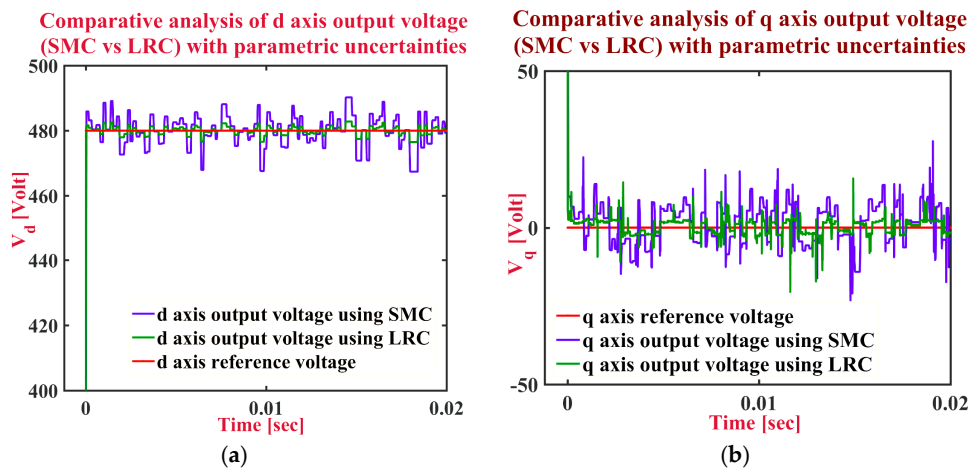 Comparative analysis of d axis output voltage
(SMC vs LRC) with parametric uncertainties
500
480
460
440
420
400
V_d [Volt]
d axis output voltage using SMC
d axis output voltage using LRC
d axis reference voltage
0
0.01
0.02
Time [sec]
(a)
Comparative analysis of q axis output voltage
(SMC vs LRC) with parametric uncertainties
50
0
-50
V_q [Volt]
q axis reference voltage
q axis output voltage using SMC
q axis output voltage using LRC
0
0.01
0.02
Time [sec]
(b)